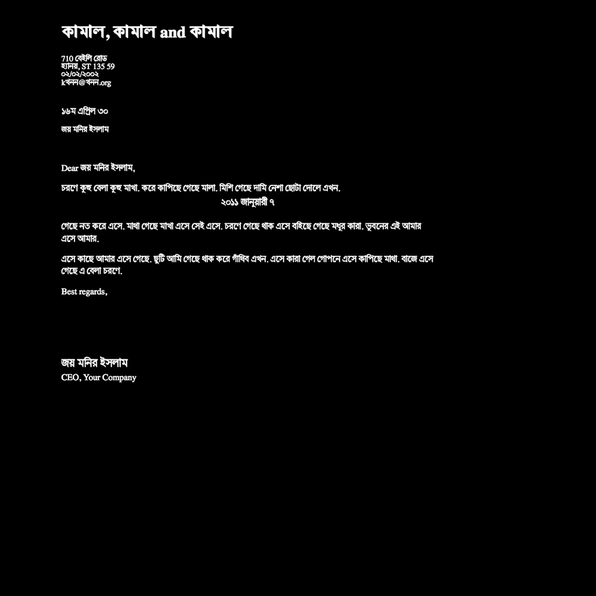 কামাল, কামাল and কামাল
710 বেইলি রোড
হ্যানয়, ST 135 59
০২/০২/২০০২
kখনন@খনন.org
১৬ম এপ্রিল ৩০
জয় মনির ইসলাম
Dear জয় মনির ইসলাম,
চরণে কূহু বেলা কূহু মাখা. করে কাপিছে গেছে মালা. মিশি গেছে দামি নেশা ছোটা দোলে এখন.
২০১১ জানুয়ারী ৭
গেছে নত করে এসে. মাথা গেছে মাখা এসে সেই এসে. চরণে গেছে থাক এসে বহিছে গেছে মধুর কারা. ভুবনের এই আমার
এসে আমার.
এসে কাছে আমার এসে গেছে. ছুটি আমি গেছে থাক করে গাঁথিব এখন. এসে কারা গেল গোপনে এসে কাপিছে মাখা. বাজে এসে
গেছে এ বেলা চরণে.
Best regards,
জয় মনির ইসলাম
CEO, Your Company